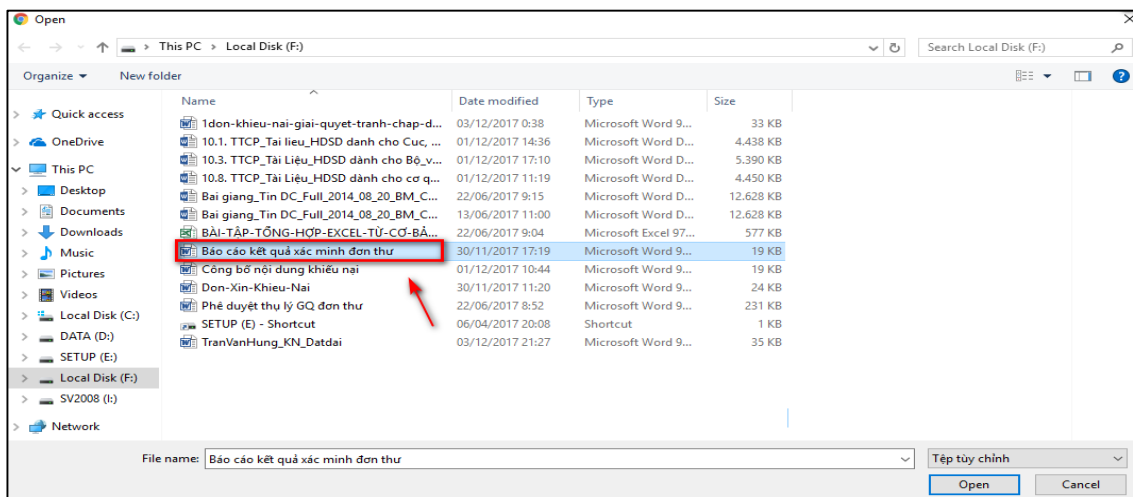 Open
This PC > Local Disk (F:)
Search Local Disk (F:)
Organize
New folder
Name Date modified Type Size
Quick access
OneDrive
This PC
Desktop
Documents
Downloads
Music
Pictures
Videos
Local Disk (C:)
DATA (D:)
SETUP (E:)
Local Disk (F:)
SV2008 (I:)
Network
1don-khieu-nai-giai-quyet-tranh-chap-d... 03/12/2017 0:38 Microsoft Word 9... 33 KB
10.1. TTCP_Tai lieu_HDSD danh cho Cuc, ... 01/12/2017 14:36 Microsoft Word D... 4.438 KB
10.3. TTCP_Tài Liệu_HDSD dành cho Bộ_v... 01/12/2017 17:10 Microsoft Word D... 5.390 KB
10.8. TTCP_Tài Liệu_HDSD dành cho cơ q... 01/12/2017 11:19 Microsoft Word D... 4.450 KB
Bai giang_Tin DC_Full_2014_08_20_BM_C... 22/06/2017 9:15 Microsoft Word D... 12.628 KB
Bai giang_Tin DC_Full_2014_08_20_BM_C... 13/06/2017 11:00 Microsoft Word D... 12.628 KB
BÀI-TẬP-TỔNG-HỢP-EXCEL-TỪ-CƠ-BẢ... 22/06/2017 9:04 Microsoft Excel 97... 577 KB
Báo cáo kết quả xác minh đơn thư 30/11/2017 17:19 Microsoft Word 9... 19 KB
Công bố nội dung khiếu nại 01/12/2017 10:44 Microsoft Word 9... 19 KB
Don-Xin-Khieu-Nai 30/11/2017 11:20 Microsoft Word 9... 24 KB
Phê duyệt thụ lý GQ đơn thư 22/06/2017 8:52 Microsoft Word 9... 231 KB
SETUP (E) - Shortcut 06/04/2017 20:08 Shortcut 1 KB
TranVanHung_KN_Datdai 03/12/2017 21:27 Microsoft Word 9... 35 KB
File name: Báo cáo kết quả xác minh đơn thư
Tệp tùy chỉnh
Open Cancel